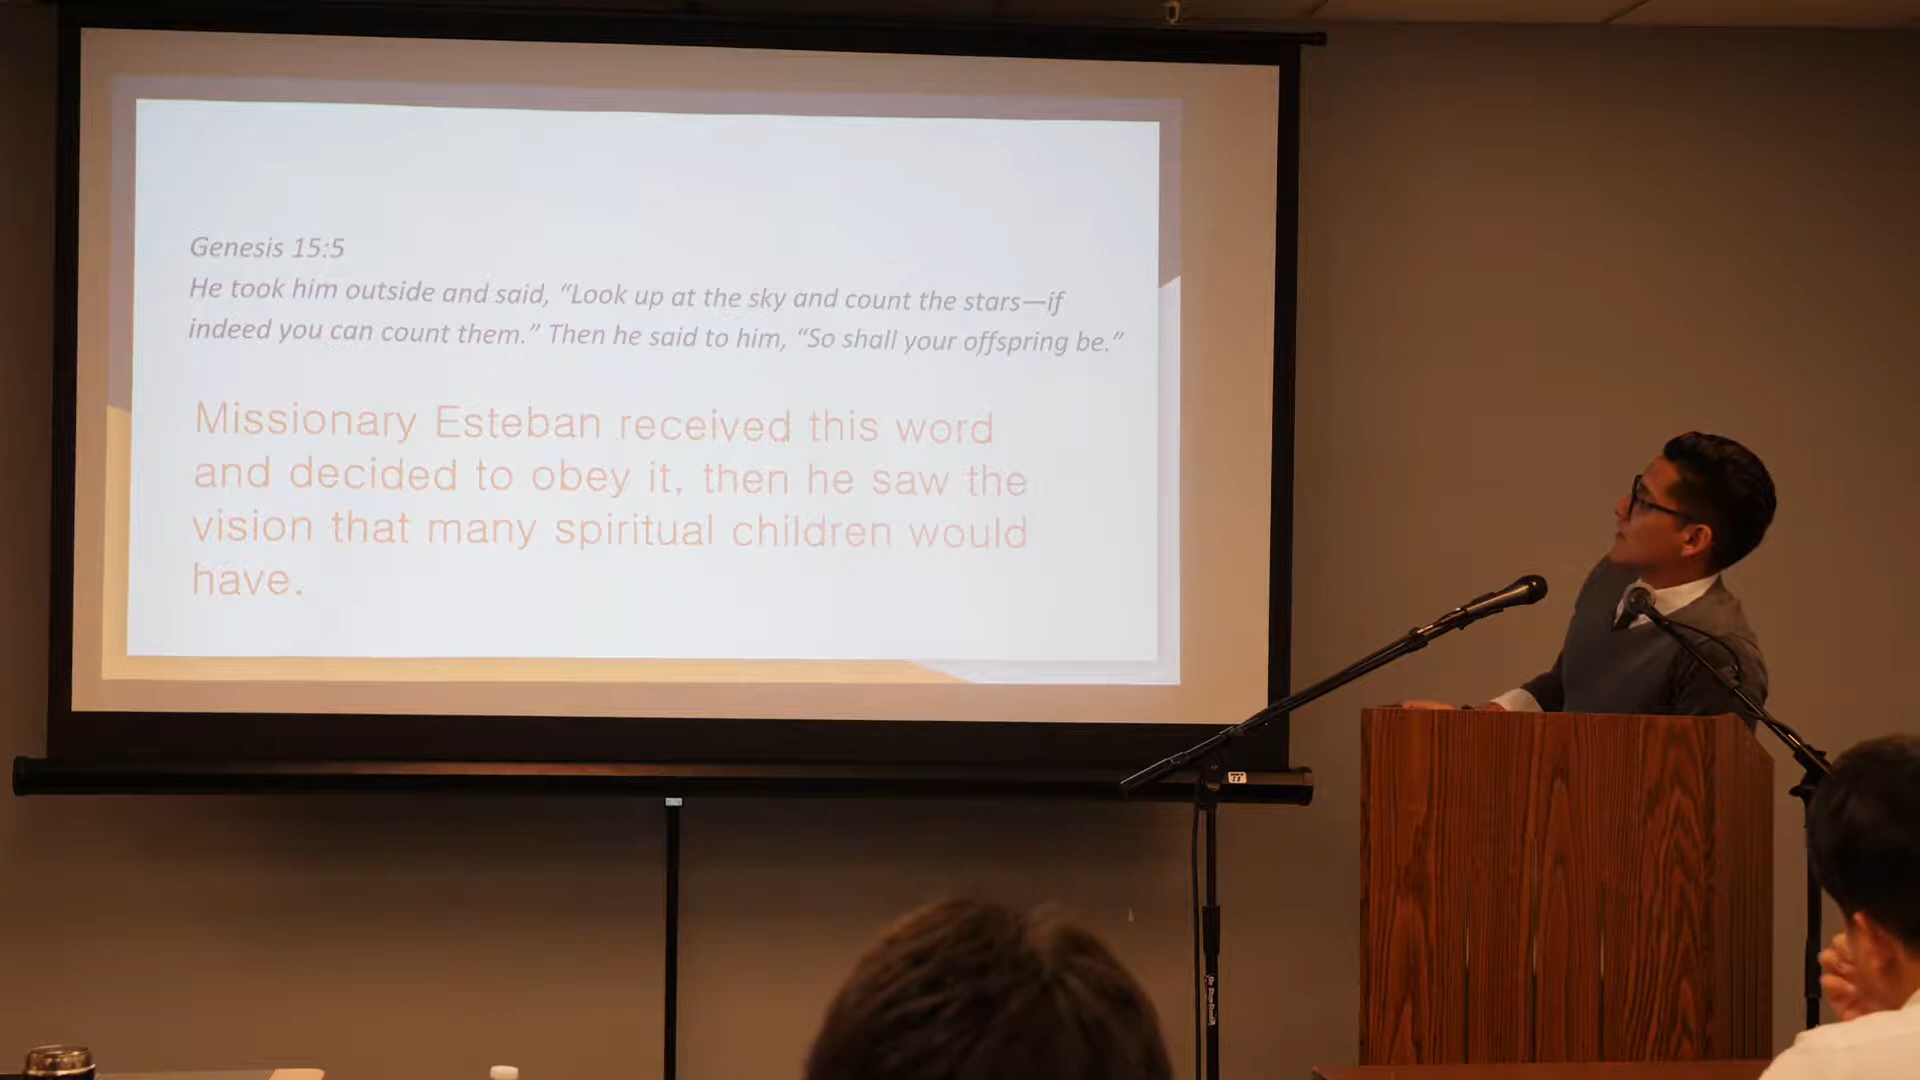 Genesis 15:5
He took him outside and said, “Look up at the sky and count the stars—if
indeed you can count them.” Then he said to him, “So shall your offspring be.”
Missionary Esteban received this word
and decided to obey it, then he saw the
vision that many spiritual children would
have.